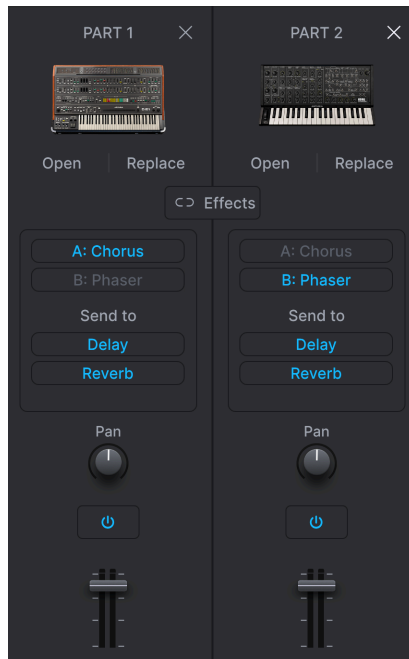 PART 1
PART 2
Open
Replace
Open
Replace
Effects
A: Chorus
B: Phaser
Send to
Delay
Reverb
A: Chorus
B: Phaser
Send to
Delay
Reverb
Pan
Pan